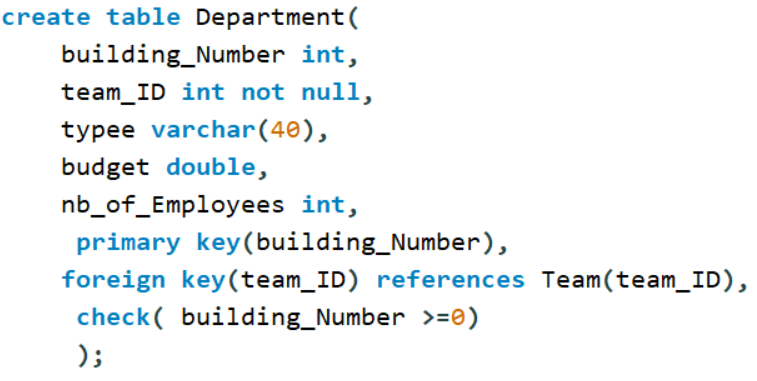 create table Department(
building_Number int,
team_ID int not null,
typee varchar(40),
budget double,
nb_of_Employees int,
primary key(building_Number),
foreign key(team_ID) references Team(team_ID),
check( building_Number >=0)
);